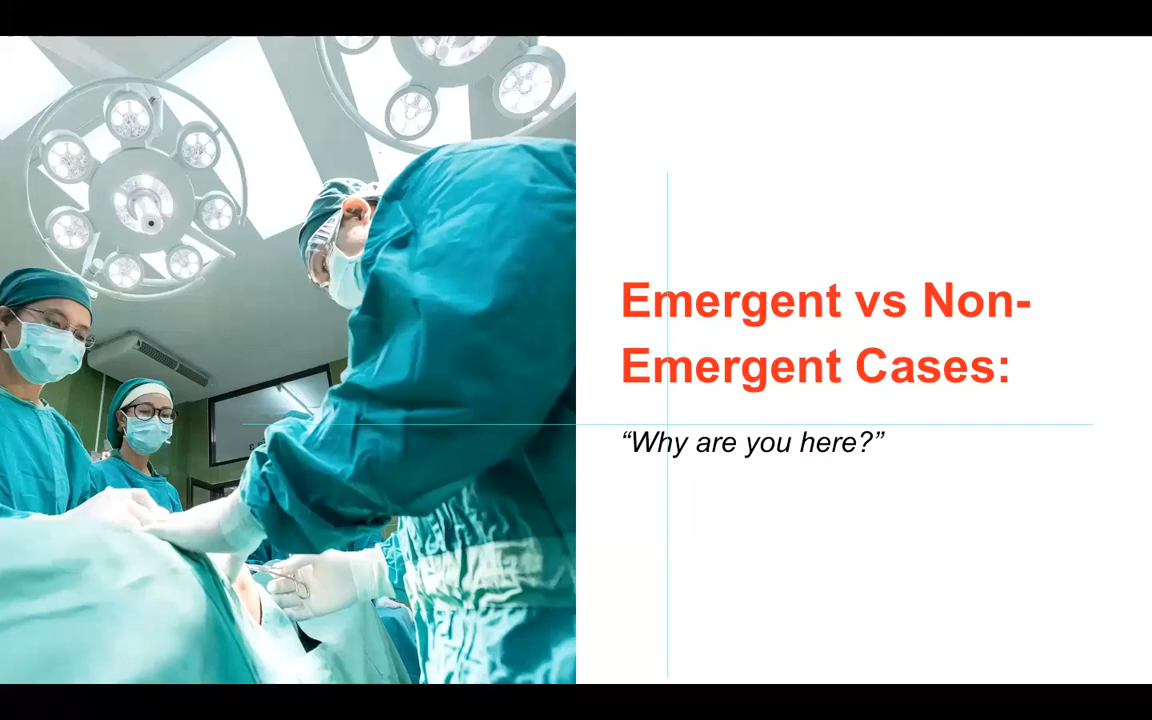 Emergent vs Non-
Emergent Cases:
“Why are you here?”